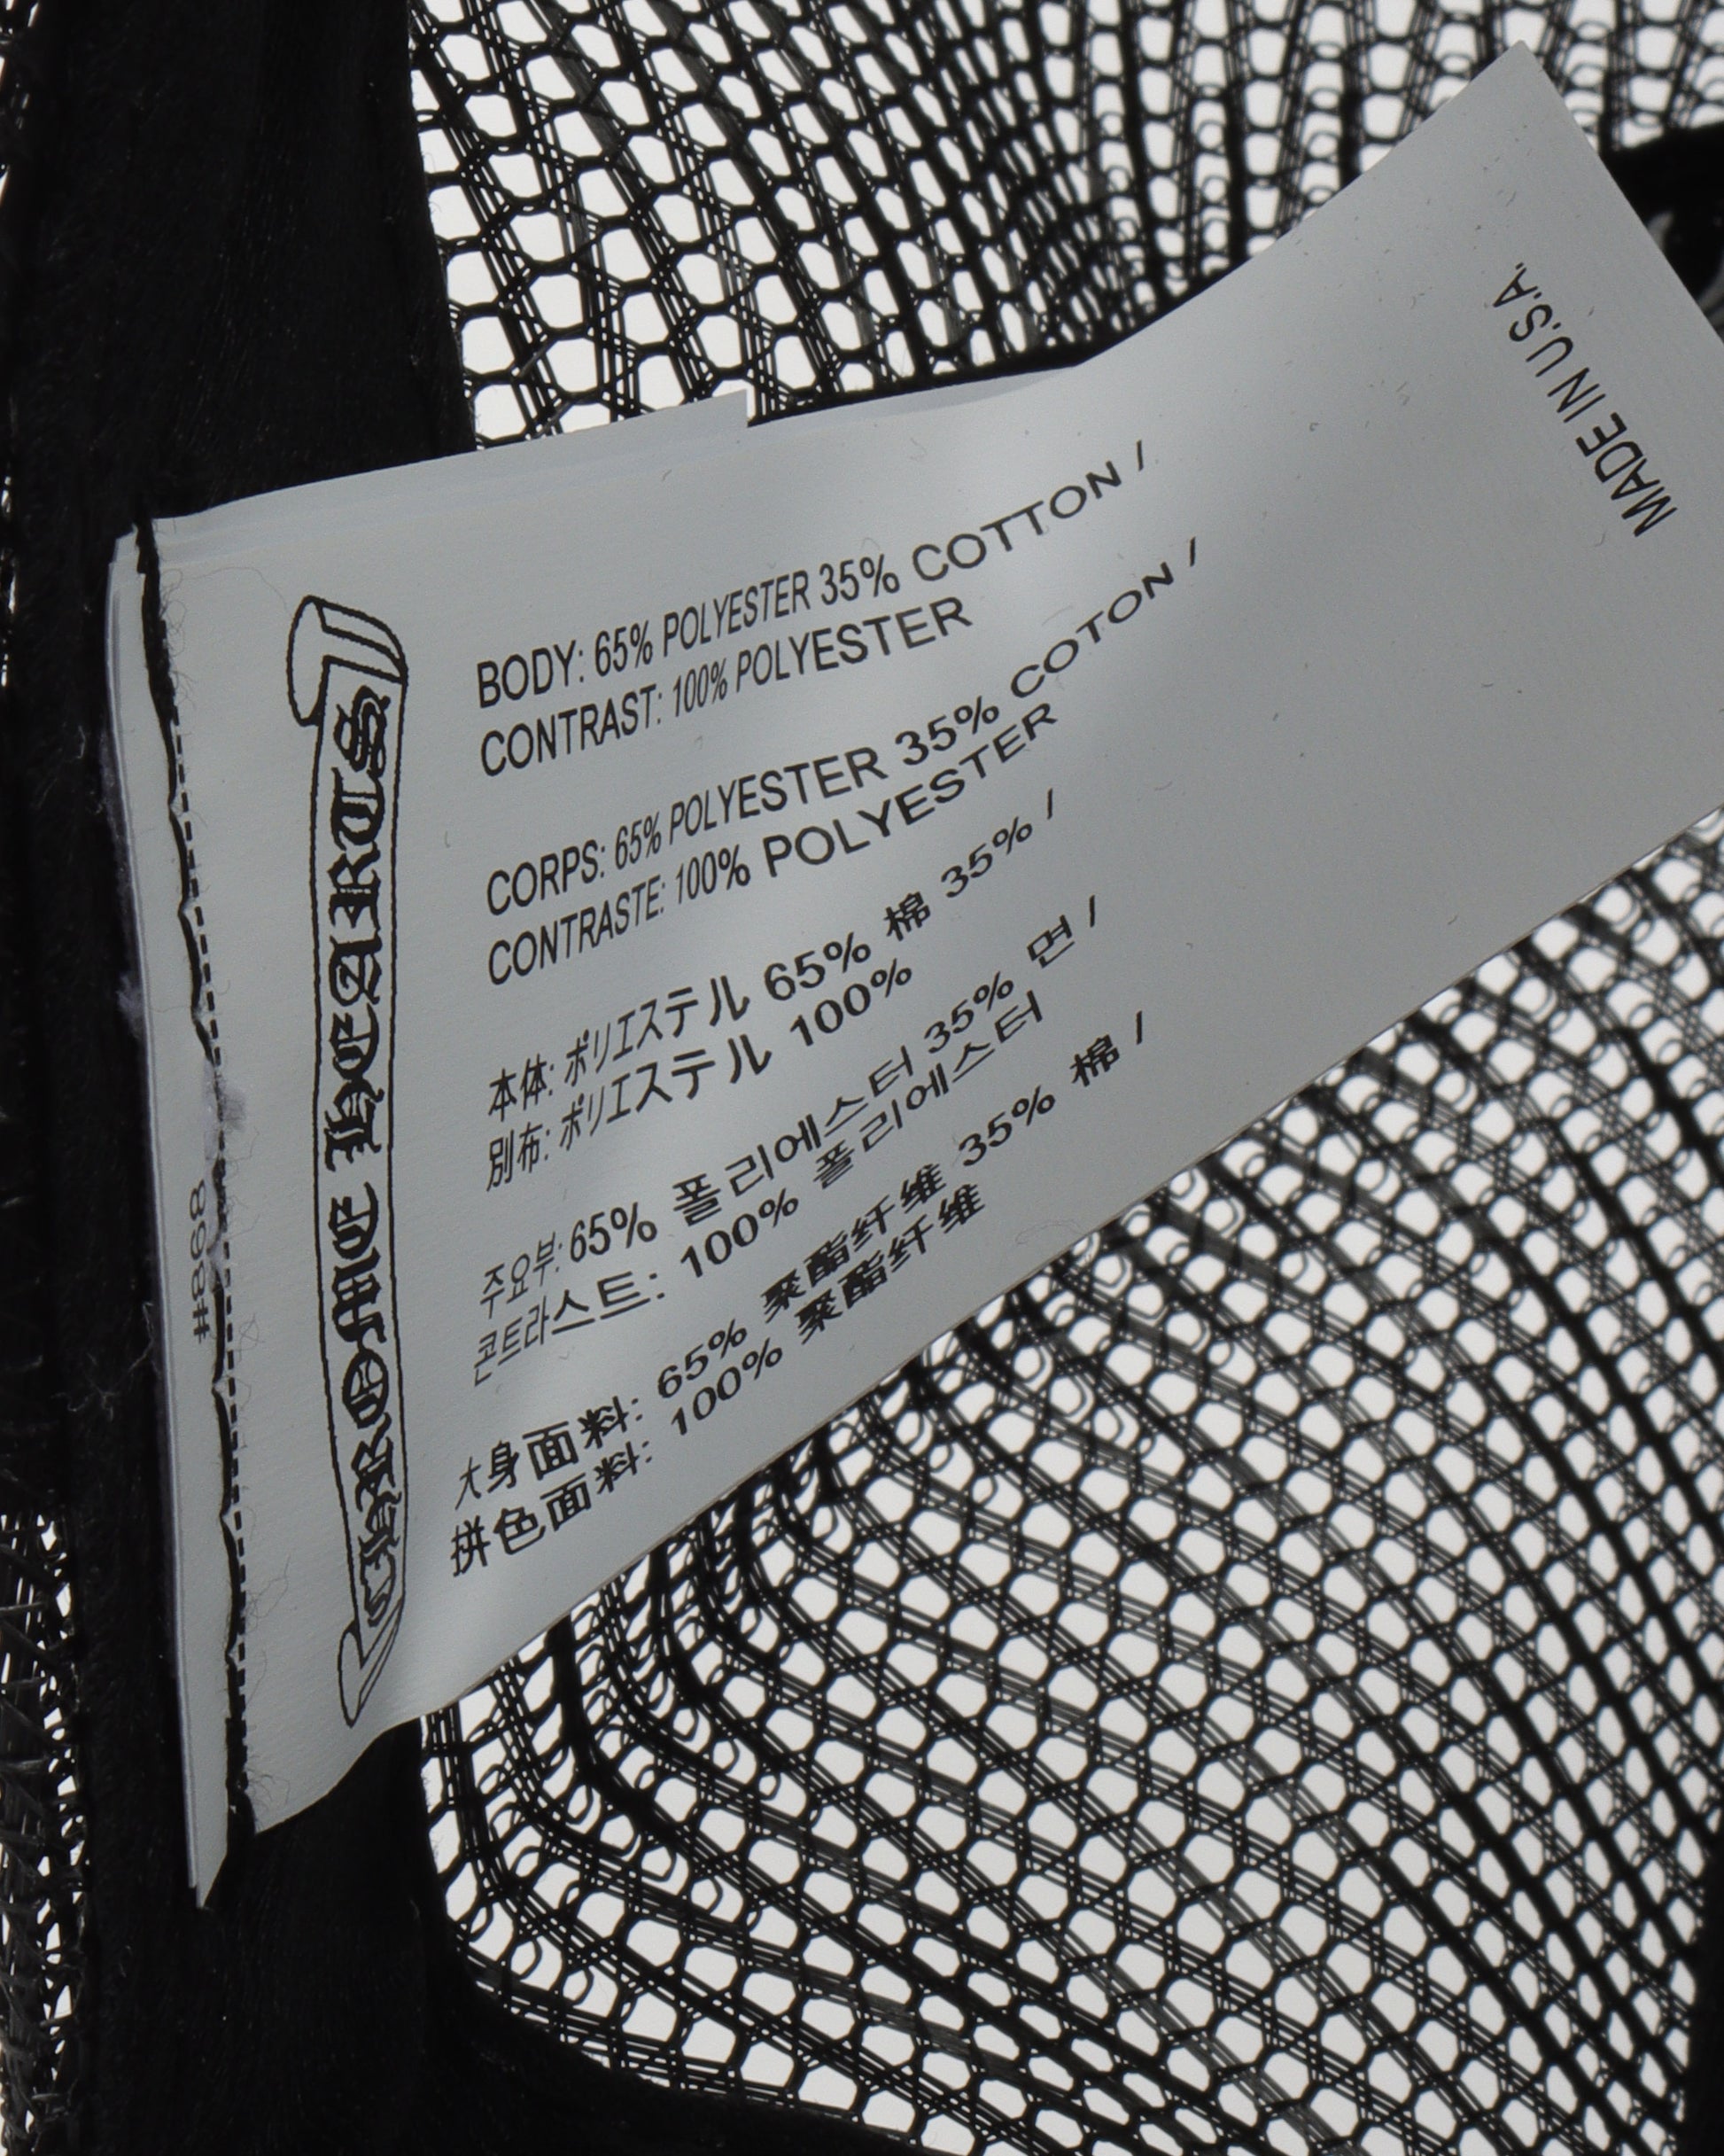 CHROME HEARTS
BODY: 65% POLYESTER 35% COTTON /
CONTRAST: 100% POLYESTER
CORPS: 65% POLYESTER 35% COTON /
CONTRASTE: 100% POLYESTER
本体: ポリエステル 65% 棉 35% /
別布: ポリエステル 100%
주요부: 65% 폴리에스터 35% 면 /
콘트라스트: 100% 폴리에스터
大身面料: 65% 聚酯纤维 35% 棉 /
拼色面料: 100% 聚酯纤维
MADE IN U.S.A.
8698#